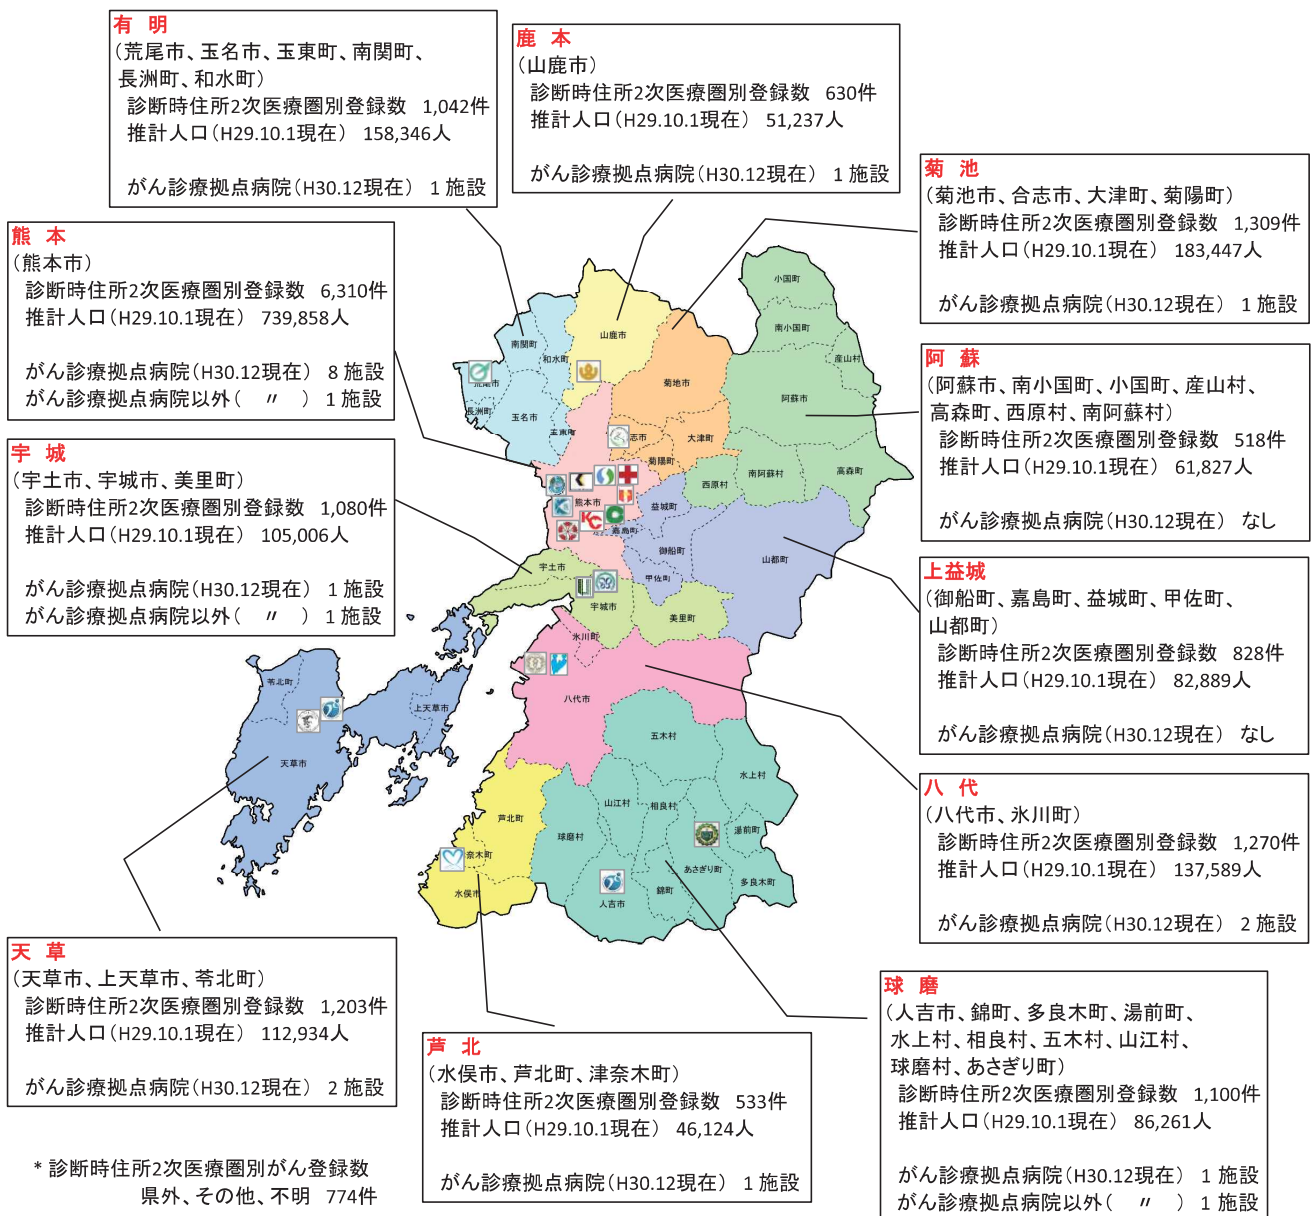 有 明
(荒尾市、玉名市、玉東町、南関町、
長洲町、和水町)
診断時住所2次医療圏別登録数 1,042件
推計人口(H29.10.1現在) 158,346人
がん診療拠点病院(H30.12現在) 1 施設
鹿 本
(山鹿市)
診断時住所2次医療圏別登録数 630件
推計人口(H29.10.1現在) 51,237人
がん診療拠点病院(H30.12現在) 1 施設
菊 池
(菊池市、合志市、大津町、菊陽町)
診断時住所2次医療圏別登録数 1,309件
推計人口(H29.10.1現在) 183,447人
がん診療拠点病院(H30.12現在) 1 施設
熊 本
(熊本市)
診断時住所2次医療圏別登録数 6,310件
推計人口(H29.10.1現在) 739,858人
がん診療拠点病院(H30.12現在) 8 施設
がん診療拠点病院以外( 〃 ) 1 施設
阿 蘇
(阿蘇市、南小国町、小国町、産山村、
高森町、西原村、南阿蘇村)
診断時住所2次医療圏別登録数 518件
推計人口(H29.10.1現在) 61,827人
がん診療拠点病院(H30.12現在) なし
宇 城
(宇土市、宇城市、美里町)
診断時住所2次医療圏別登録数 1,080件
推計人口(H29.10.1現在) 105,006人
がん診療拠点病院(H30.12現在) 1 施設
がん診療拠点病院以外( 〃 ) 1 施設
上益城
(御船町、嘉島町、益城町、甲佐町、
山都町)
診断時住所2次医療圏別登録数 828件
推計人口(H29.10.1現在) 82,889人
がん診療拠点病院(H30.12現在) なし
八 代
(八代市、氷川町)
診断時住所2次医療圏別登録数 1,270件
推計人口(H29.10.1現在) 137,589人
がん診療拠点病院(H30.12現在) 2 施設
天 草
(天草市、上天草市、苓北町)
診断時住所2次医療圏別登録数 1,203件
推計人口(H29.10.1現在) 112,934人
がん診療拠点病院(H30.12現在) 2 施設
芦 北
(水俣市、芦北町、津奈木町)
診断時住所2次医療圏別登録数 533件
推計人口(H29.10.1現在) 46,124人
がん診療拠点病院(H30.12現在) 1 施設
球 磨
(人吉市、錦町、多良木町、湯前町、
水上村、相良村、五木村、山江村、
球磨村、あさぎり町)
診断時住所2次医療圏別登録数 1,100件
推計人口(H29.10.1現在) 86,261人
がん診療拠点病院(H30.12現在) 1 施設
がん診療拠点病院以外( 〃 ) 1 施設
* 診断時住所2次医療圏別がん登録数
県外、その他、不明 774件
小国町
南小国町
産山村
山鹿市
南関町
和水町
荒尾市
長洲町
玉名市
玉東町
菊地市
阿蘇市
志市
大津町
菊陽町
西原村
南阿蘇村
高森町
熊本市
益城町
嘉島町
御船町
甲佐町
山都町
宇土市
宇城市
美里町
氷川町
八代市
苓北町
上天草市
天草市
五木村
水上村
山江村
相良村
湯前町
球磨村
あさぎり町
多良木町
錦町
人吉市
芦北町
奈木町
水俣市
KC